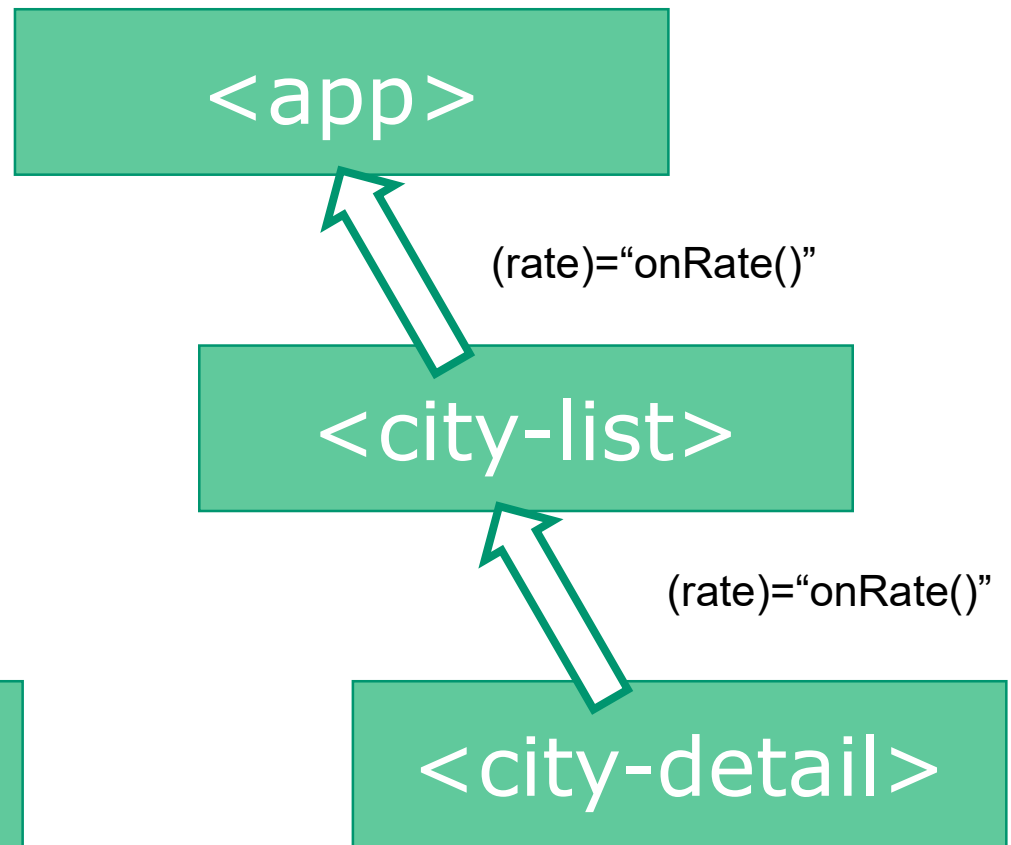 <app>
(rate)=“onRate()”
<city-list>
(rate)=“onRate()”
<city-detail>